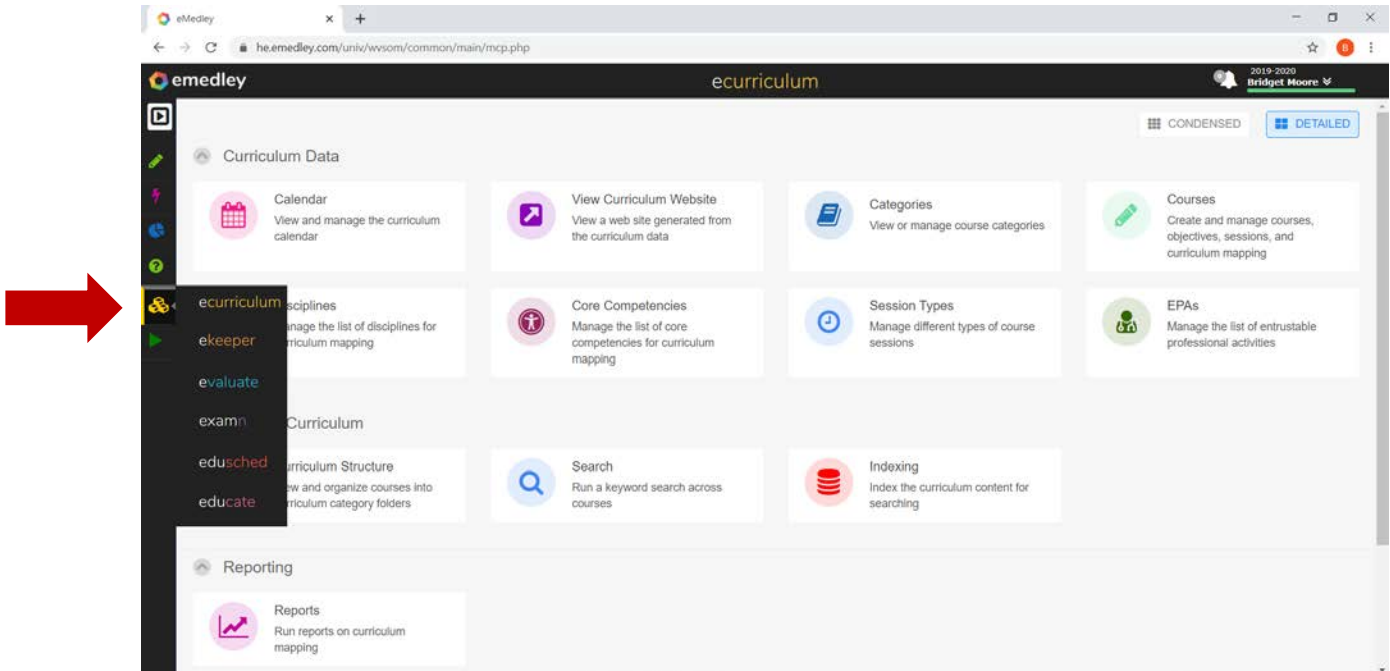 eMedley
he.emedley.com/univ/wvsom/common/main/mcp.php
B
emedley
ecurriculum
2019-2020
Bridget Moore
CONDENSED
DETAILED
Curriculum Data
Calendar
View and manage the curriculum
calendar
View Curriculum Website
View a web site generated from
the curriculum data
Categories
View or manage course categories
Courses
Create and manage courses,
objectives, sessions, and
curriculum mapping
ecurriculum
ekeeper
evaluate
examn
edusched
educate
sciplines
anage the list of disciplines for
rriculum mapping
Core Competencies
Manage the list of core
competencies for curriculum
mapping
Session Types
Manage different types of course
sessions
EPAs
Manage the list of entrustable
professional activities
Curriculum
urriculum Structure
ew and organize courses into
rriculum category folders
Search
Run a keyword search across
courses
Indexing
Index the curriculum content for
searching
Reporting
Reports
Run reports on curriculum
mapping